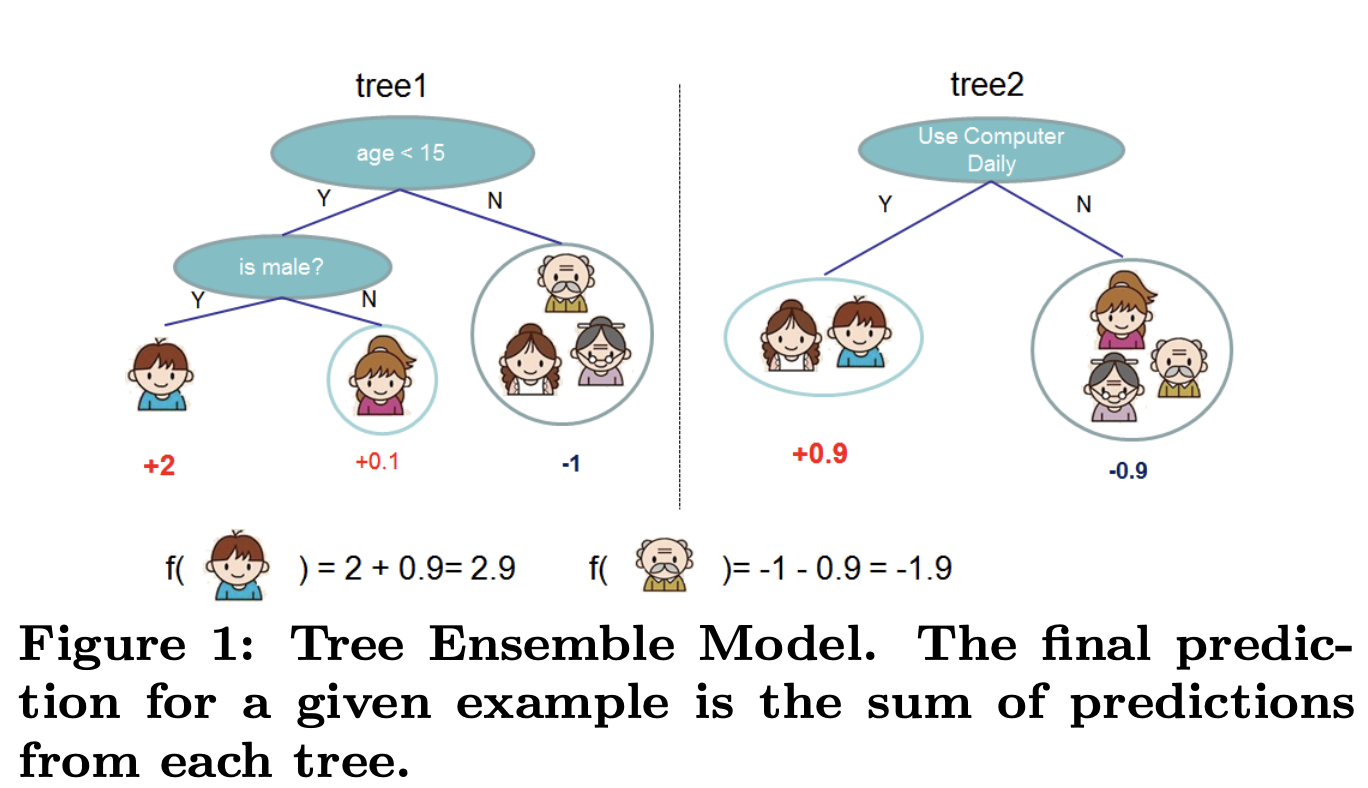 tree1
tree2
age < 15
Use Computer
Daily
Y
N
Y
N
is male?
Y
N
+2
+0.1
-1
+0.9
-0.9
f( ) = 2 + 0.9= 2.9
f( )= -1 - 0.9 = -1.9
Figure 1: Tree Ensemble Model. The final predic-
tion for a given example is the sum of predictions
from each tree.